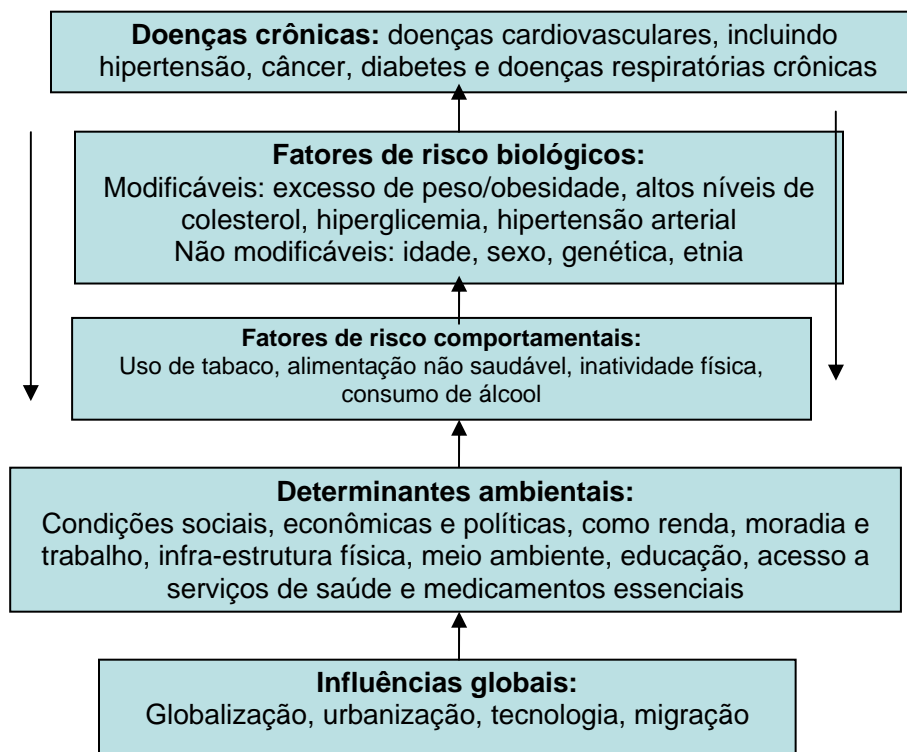 Doenças crônicas: doenças cardiovasculares, incluindo
hipertensão, câncer, diabetes e doenças respiratórias crônicas
Fatores de risco biológicos:
Modificáveis: excesso de peso/obesidade, altos níveis de
colesterol, hiperglicemia, hipertensão arterial
Não modificáveis: idade, sexo, genética, etnia
Fatores de risco comportamentais:
Uso de tabaco, alimentação não saudável, inatividade física,
consumo de álcool
Determinantes ambientais:
Condições sociais, econômicas e políticas, como renda, moradia e
trabalho, infra-estrutura física, meio ambiente, educação, acesso a
serviços de saúde e medicamentos essenciais
Influências globais:
Globalização, urbanização, tecnologia, migração